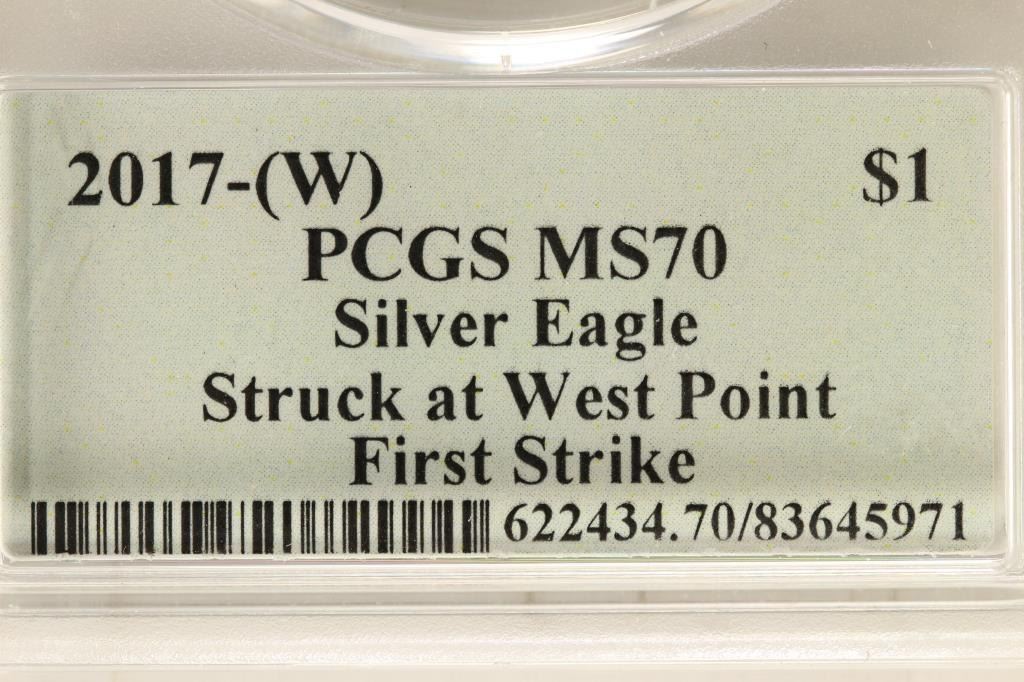 2017-(W) $1
PCGS MS70
Silver Eagle
Struck at West Point
First Strike
622434.70/83645971